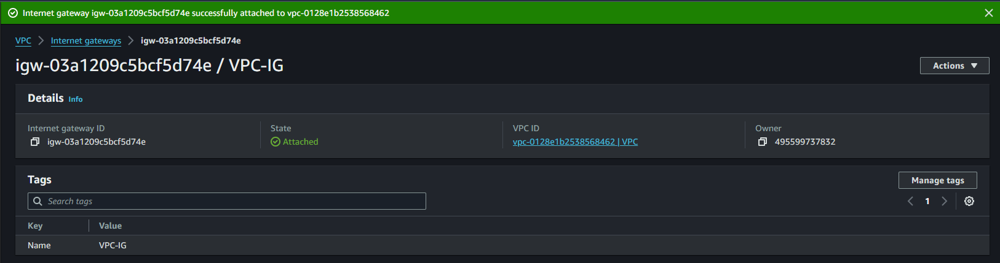 Internet gateway igw-03a1209c5bcf5d74e successfully attached to vpc-0128e1b2538568462
VPC > Internet gateways > igw-03a1209c5bcf5d74e
igw-03a1209c5bcf5d74e / VPC-IG
Actions
Details Info
Internet gateway ID State VPC ID Owner
igw-03a1209c5bcf5d74e Attached vpc-0128e1b2538568462 | VPC 495599737832
Tags
Manage tags
Search tags
1
Key Value
Name VPC-IG